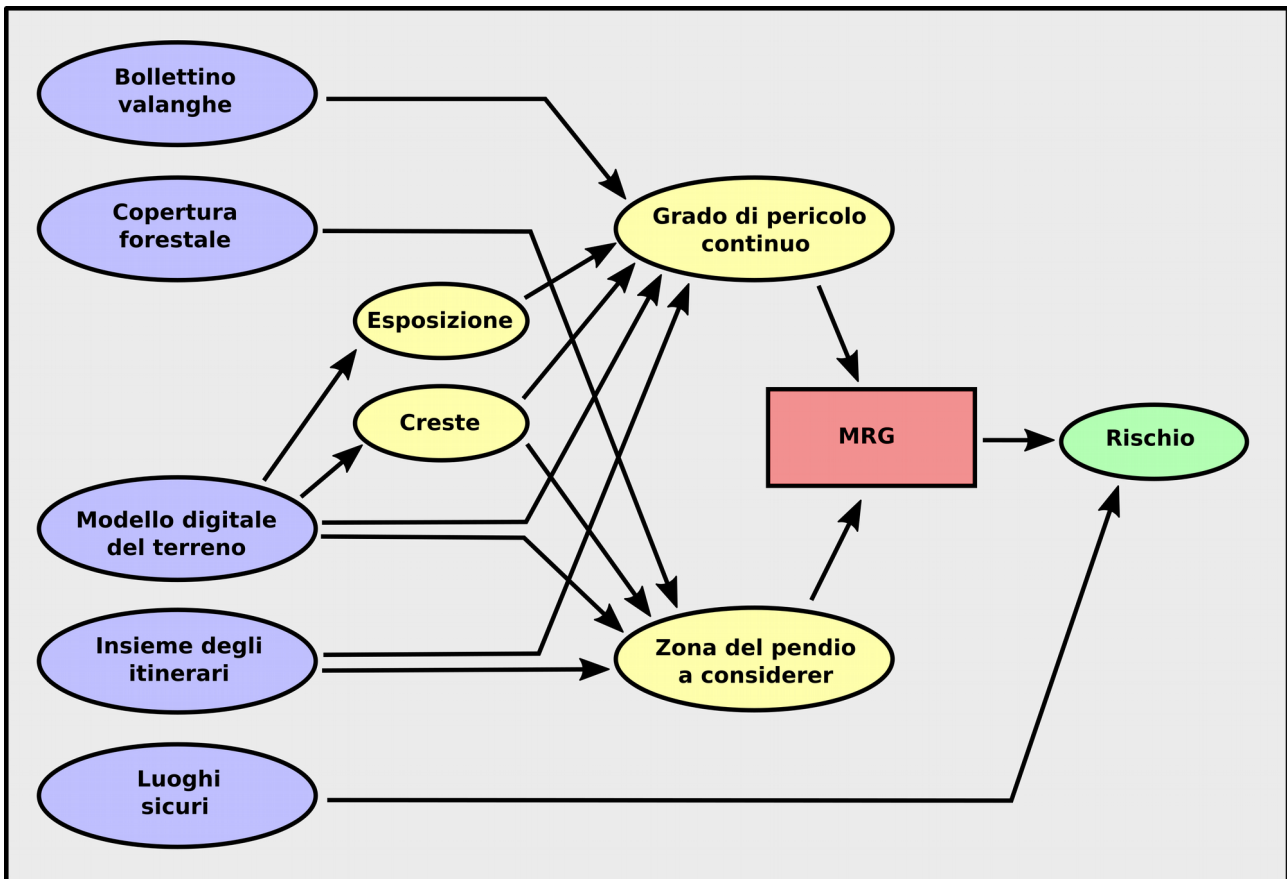 Bollettino
valanghe
Copertura
forestale
Grado di pericolo
continuo
Esposizione
Creste
MRG
Rischio
Modello digitale
del terreno
Insieme degli
itinerari
Zona del pendio
a considerer
Luoghi
sicuri